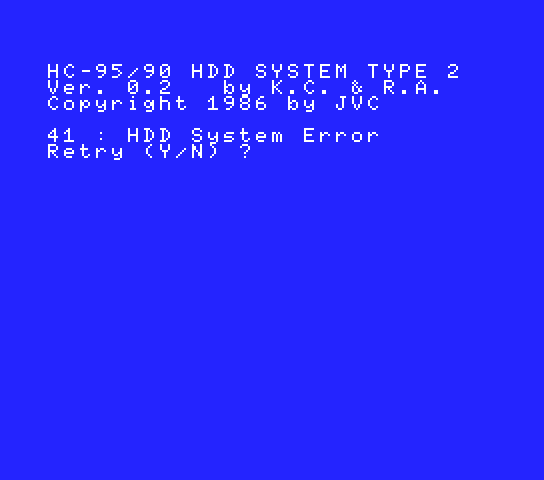 HC-95/90 HDD SYSTEM TYPE 2
Ver. 0.2   by K.C. & R.A.
Copyright 1986 by JVC
41 : HDD System Error
Retry (Y/N) ?